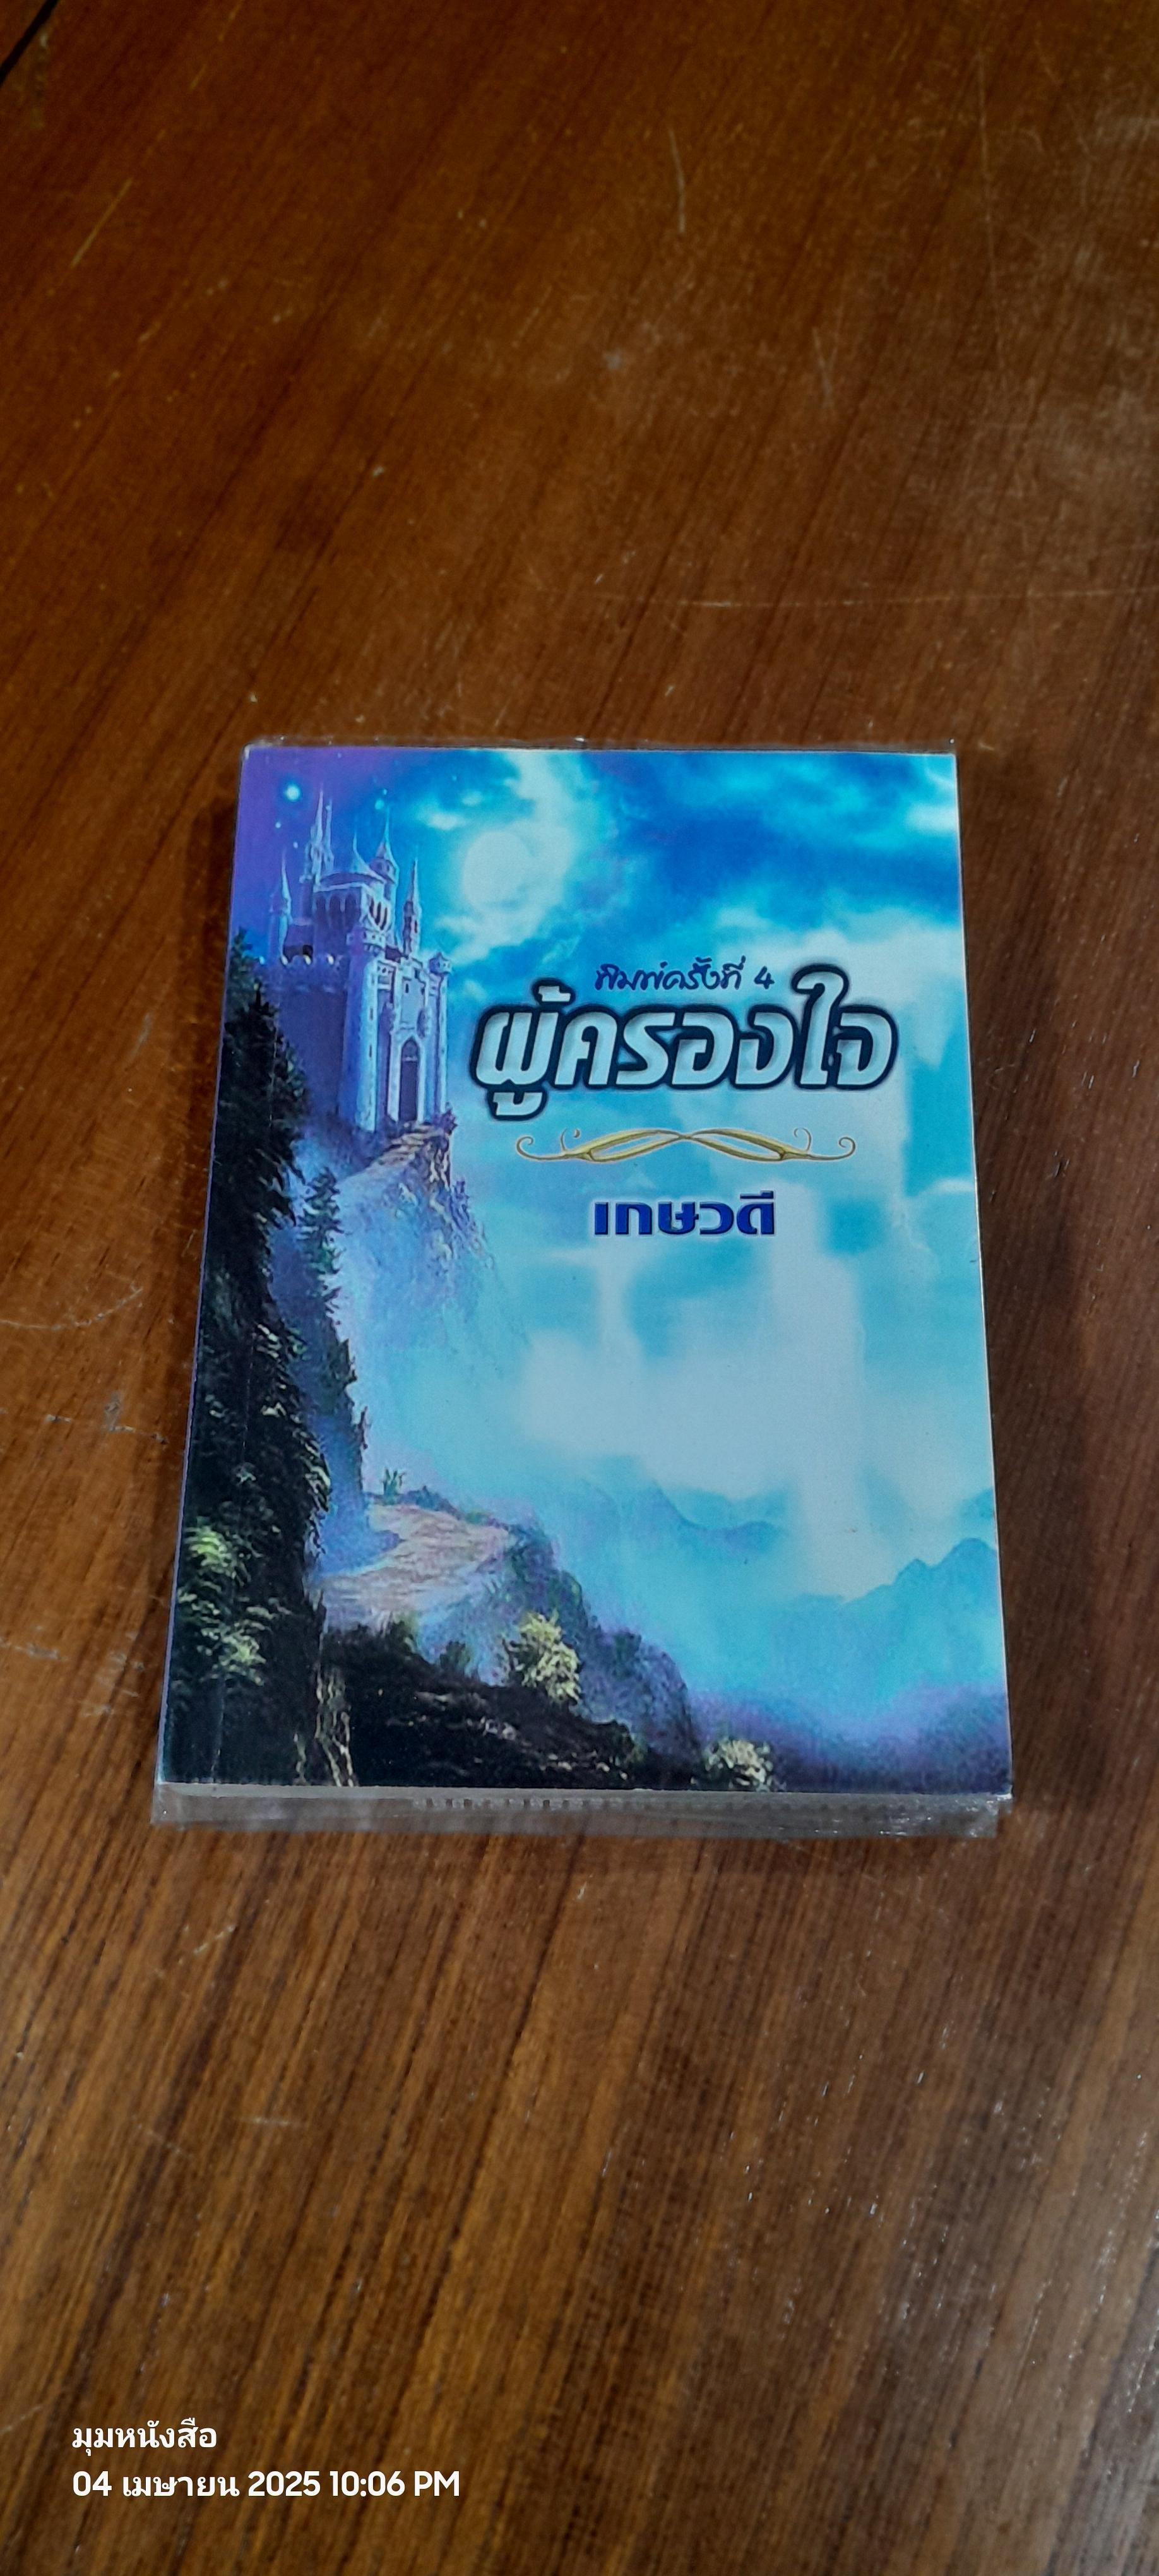 พิมพ์ครั้งที่ 4
ผู้ครองใจ
เกษวดี
มุมหนังสือ
04 เมษายน 2025 10:06 PM